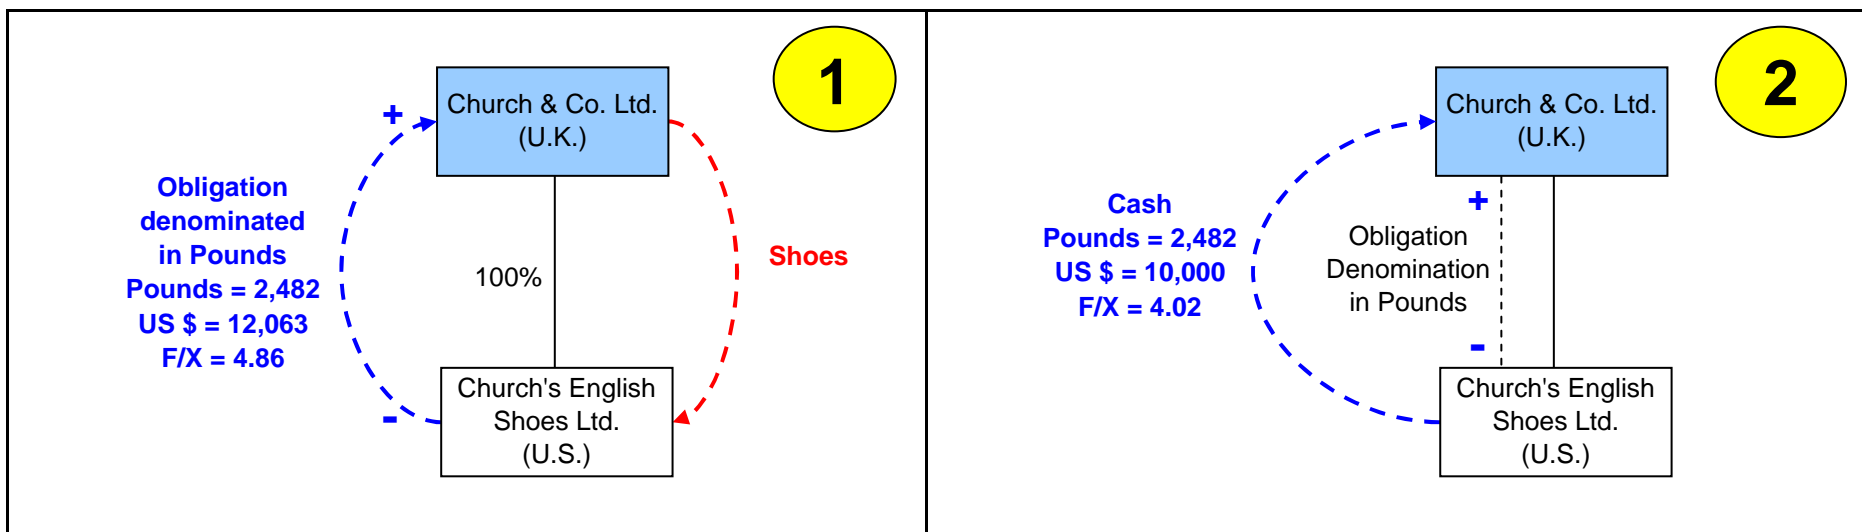 1
Church & Co. Ltd.
(U.K.)
+
Obligation
denominated
in Pounds
Pounds = 2,482
US $ = 12,063
F/X = 4.86
100%
Shoes
-
Church's English
Shoes Ltd.
(U.S.)
2
Church & Co. Ltd.
(U.K.)
Cash
Pounds = 2,482
US $ = 10,000
F/X = 4.02
+
Obligation
Denomination
in Pounds
-
Church's English
Shoes Ltd.
(U.S.)